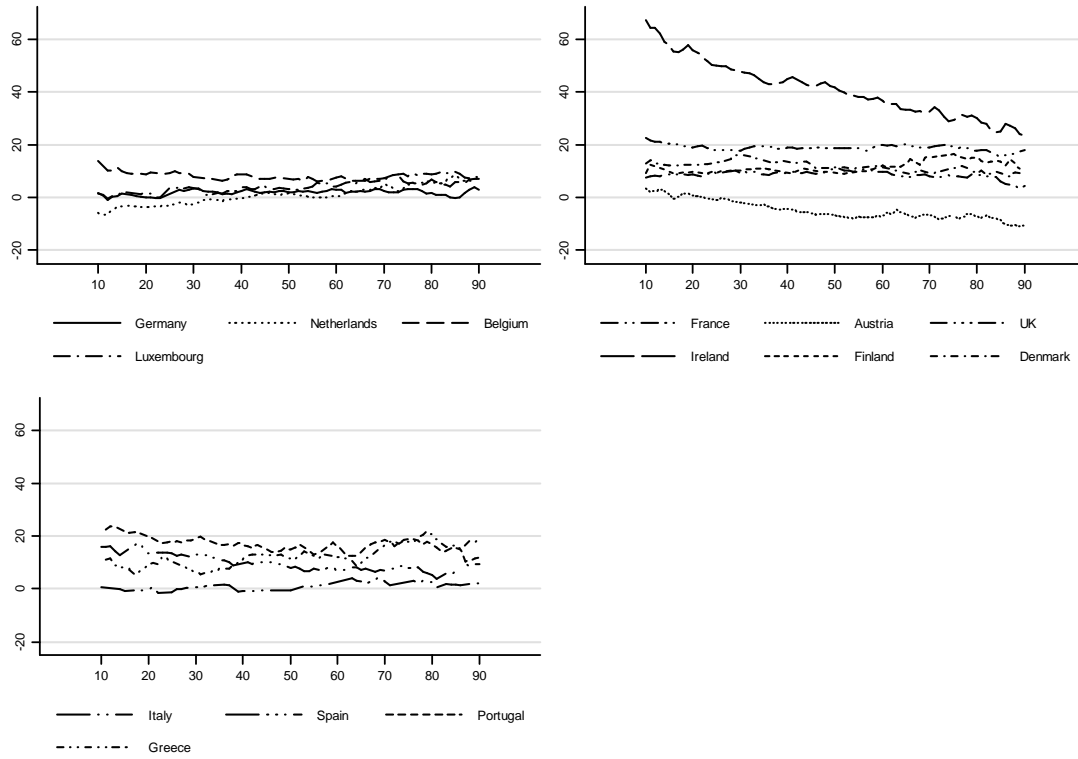 60
40
20
0
-20
10 20 30 40 50 60 70 80 90
Germany Netherlands Belgium
Luxembourg
60
40
20
0
-20
10 20 30 40 50 60 70 80 90
France Austria UK
Ireland Finland Denmark
60
40
20
0
-20
10 20 30 40 50 60 70 80 90
Italy Spain Portugal
Greece